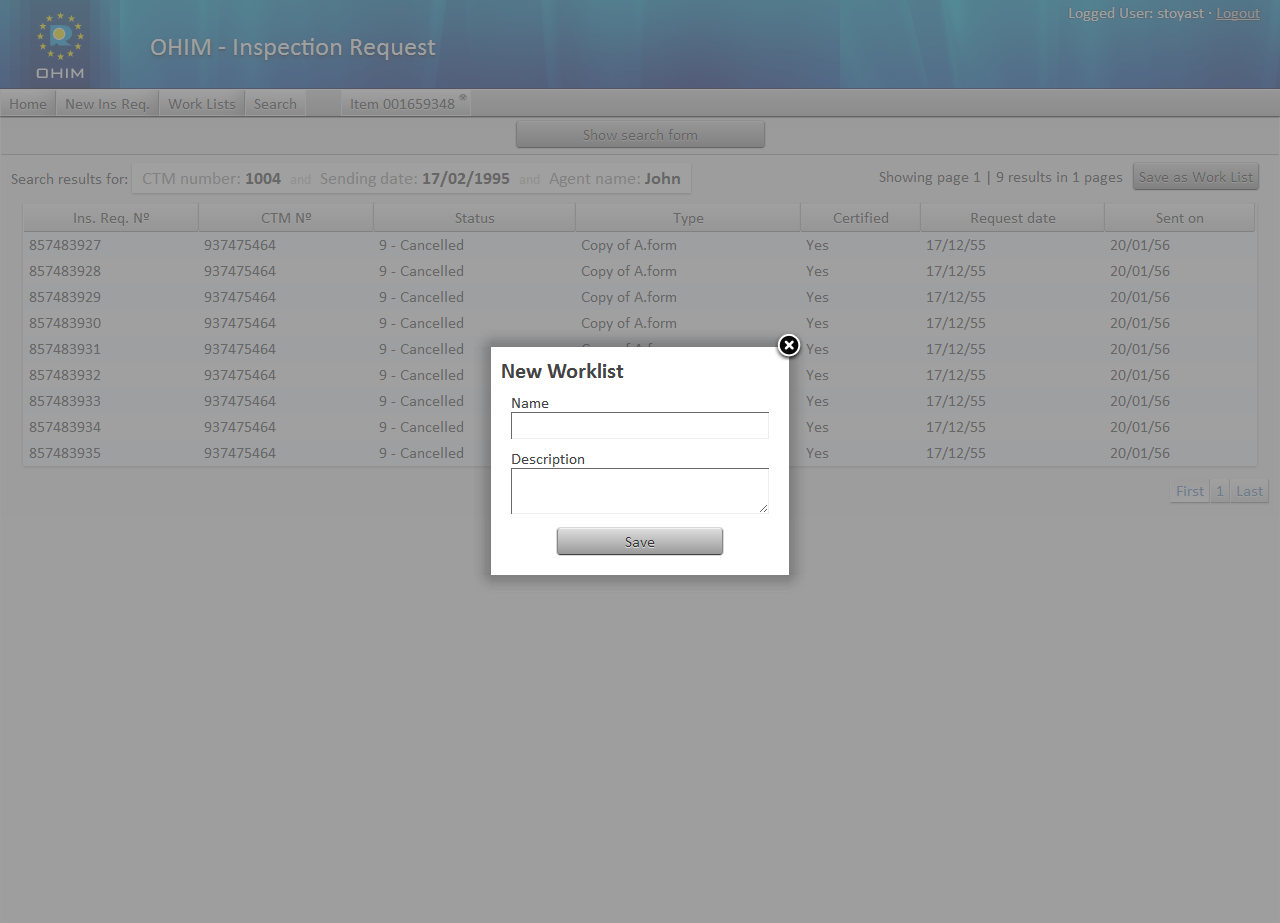 Logged User: stoyast · Logout
OHIM
OHIM - Inspection Request
Home New Ins Req. Work Lists Search Item 001659348
Show search form
Search results for: CTM number: 1004 and Sending date: 17/02/1995 and Agent name: John Showing page 1 | 9 results in 1 pages Save as Work List
Ins. Req. Nº CTM Nº Status Type Certified Request date Sent on
857483927 937475464 9 - Cancelled Copy of A.form Yes 17/12/55 20/01/56
857483928 937475464 9 - Cancelled Copy of A.form Yes 17/12/55 20/01/56
857483929 937475464 9 - Cancelled Copy of A.form Yes 17/12/55 20/01/56
857483930 937475464 9 - Cancelled Copy of A.form Yes 17/12/55 20/01/56
857483931 937475464 9 - Cancelled Copy of A.form Yes 17/12/55 20/01/56
857483932 937475464 9 - Cancelled Yes 17/12/55 20/01/56
857483933 937475464 9 - Cancelled Yes 17/12/55 20/01/56
857483934 937475464 9 - Cancelled Yes 17/12/55 20/01/56
857483935 937475464 9 - Cancelled Yes 17/12/55 20/01/56
First 1 Last
New Worklist
Name
Description
Save